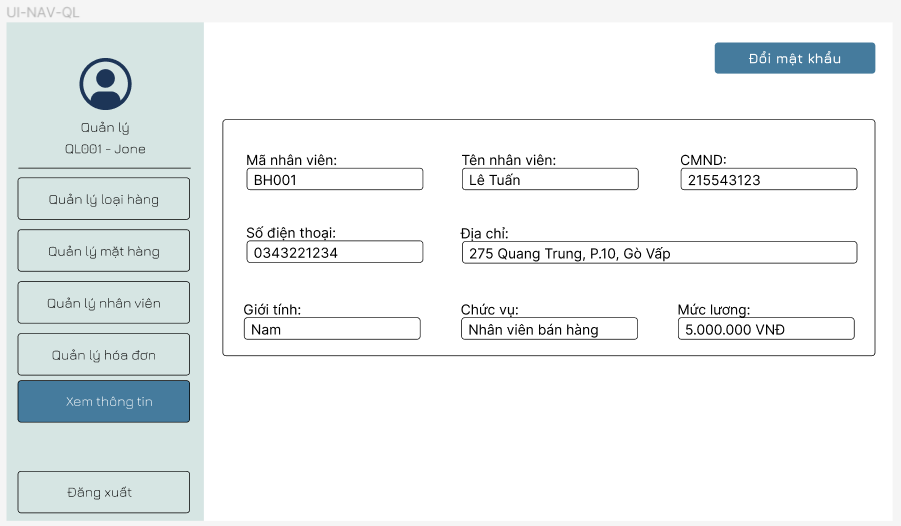 UI-NAV-QL
Quản lý
QL001 - Jone
Quản lý loại hàng
Quản lý mặt hàng
Quản lý nhân viên
Quản lý hóa đơn
Xem thông tin
Đăng xuất
Đổi mật khẩu
Mã nhân viên: Tên nhân viên: CMND:
BH001 Lê Tuấn 215543123
Số điện thoại: Địa chỉ:
0343221234 275 Quang Trung, P.10, Gò Vấp
Giới tính: Chức vụ: Mức lương:
Nam Nhân viên bán hàng 5.000.000 VNĐ